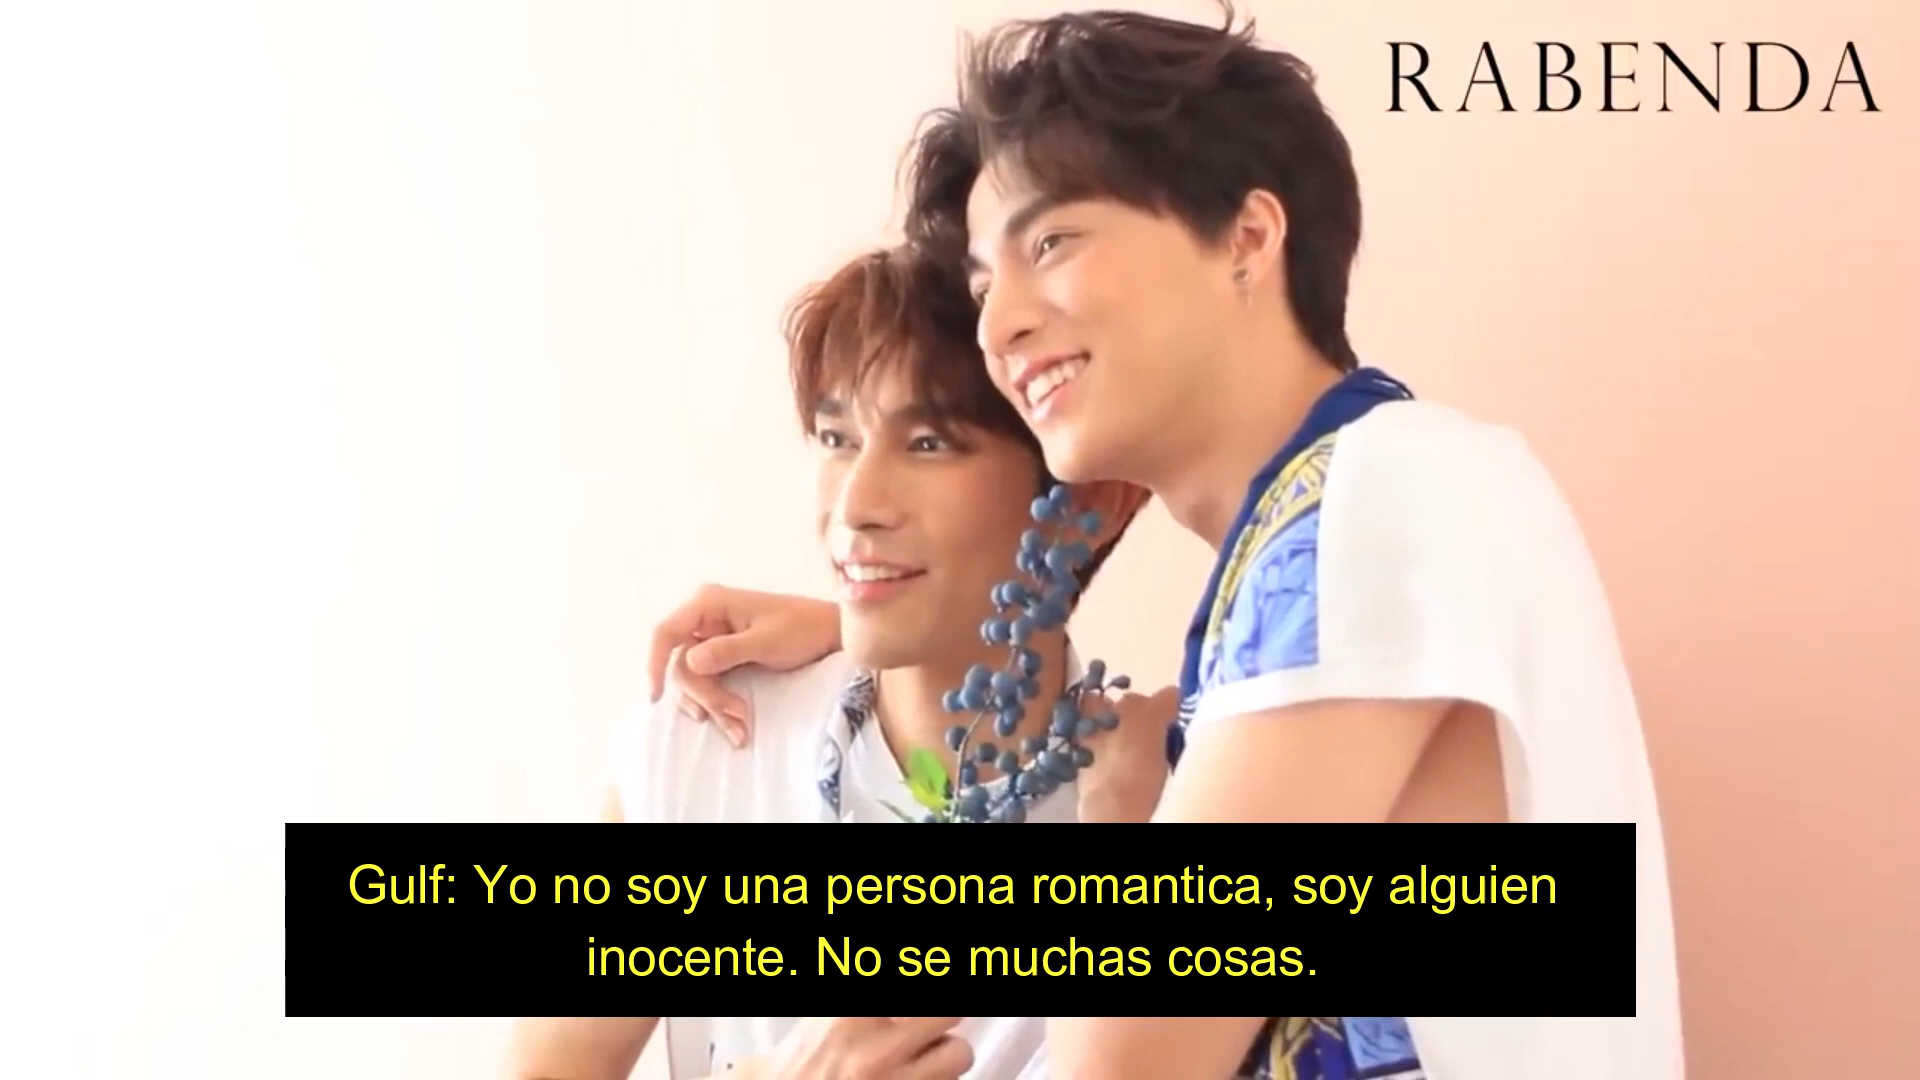 RABENDA
Gulf: Yo no soy una persona romantica, soy alguien
inocente. No se muchas cosas.